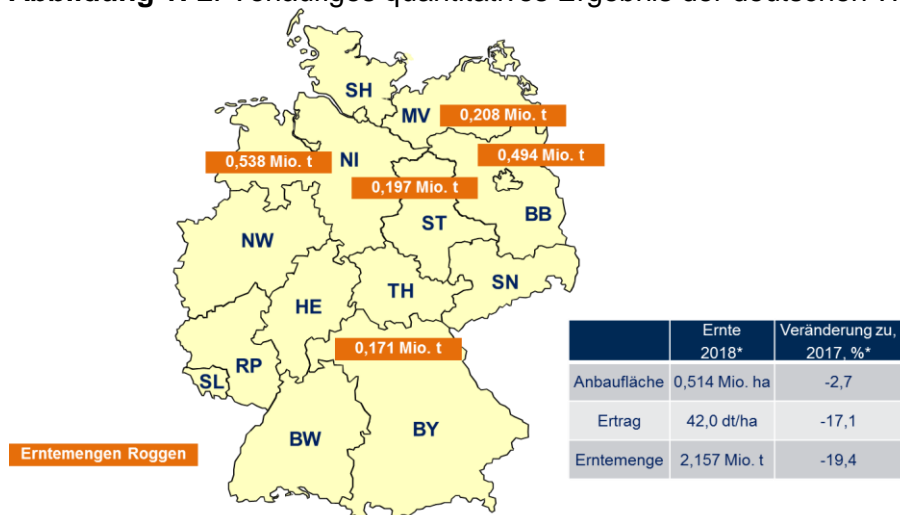 SH
MV
0,208 Mio. t
0,538 Mio. t
NI
0,494 Mio. t
0,197 Mio. t
BB
ST
NW
SN
TH
HE
0,171 Mio. t
RP
SL
BW
BY
Erntemengen Roggen
Ernte 2018* Veränderung zu, 2017, %*
Anbaufläche 0,514 Mio. ha -2,7
Ertrag 42,0 dt/ha -17,1
Erntemenge 2,157 Mio. t -19,4